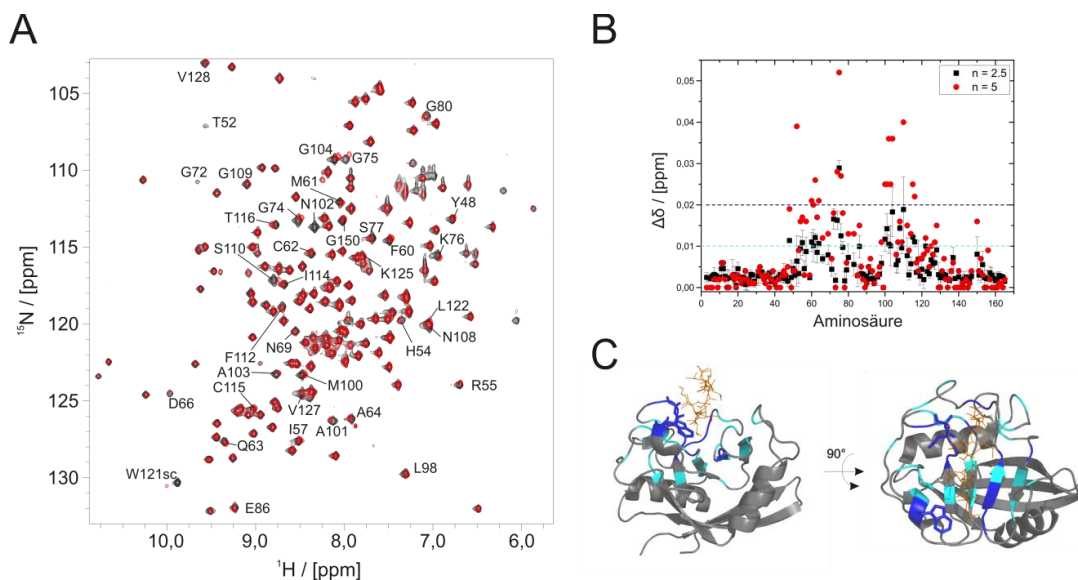 A
105
110
115
120
125
130
¹⁵N / [ppm]
10,0
9,0
8,0
7,0
6,0
¹H / [ppm]
V128
T52
G80
G104
G75
G72
G109
M61
Y48
T116
G74
N102
S77
S110
C62
G150
F60
K76
I114
K125
L122
N69
N108
F112
H54
A103
M100
R55
C115
D66
V127
A64
I57
A101
Q63
L98
W121sc
E86
B
n = 2.5
n = 5
0,05
0,04
0,03
0,02
0,01
0,00
Δδ / [ppm]
0 20 40 60 80 100 120 140 160
Aminosäure
C
90°